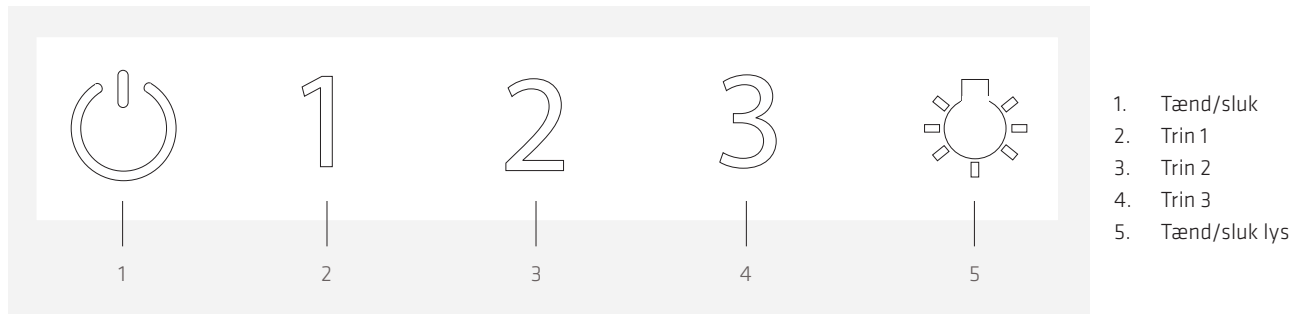 1 2 3
1 2 3 4 5
1. Tænd/sluk
2. Trin 1
3. Trin 2
4. Trin 3
5. Tænd/sluk lys